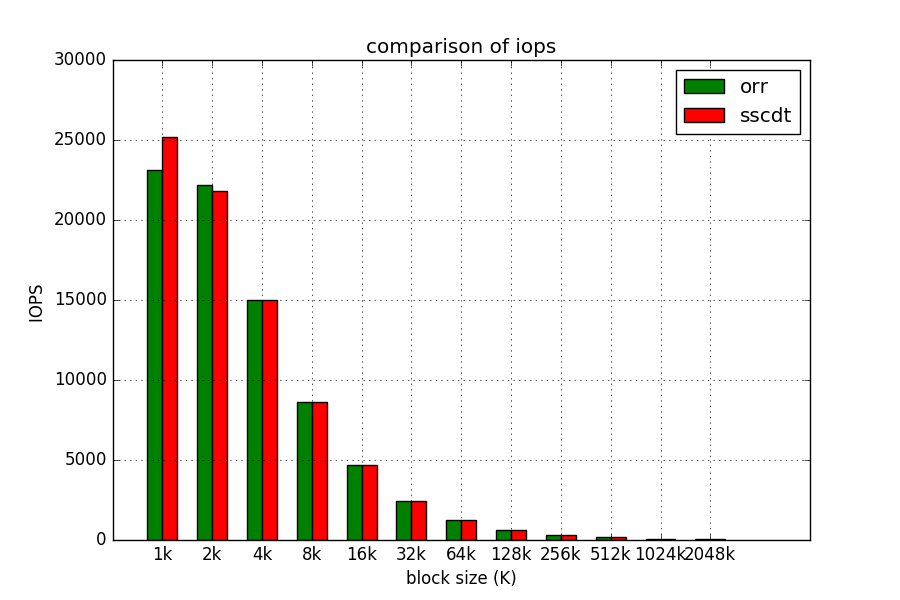 comparison of iops
30000
25000
20000
15000
10000
5000
0
IOPS
orr
sscdt
1k 2k 4k 8k 16k 32k 64k 128k 256k 512k 1024k 2048k
block size (K)